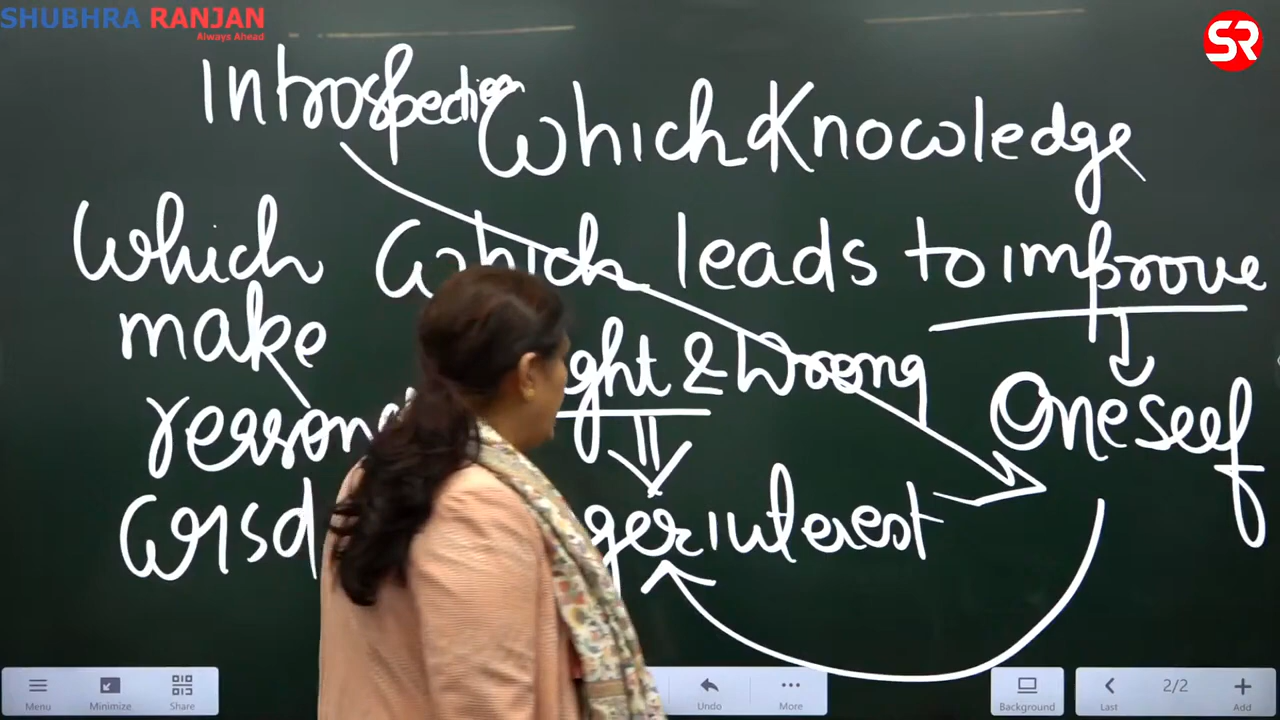 SHUBHRA RANJAN
Always Ahead
SR
Introspection
Which Knowledge
Which
Which leads to improve
make
ght & Wrong
Oneself
reason
wisd
ger interest
Menu
Minimize
Share
Undo
More
Background
Last
2/2
Add